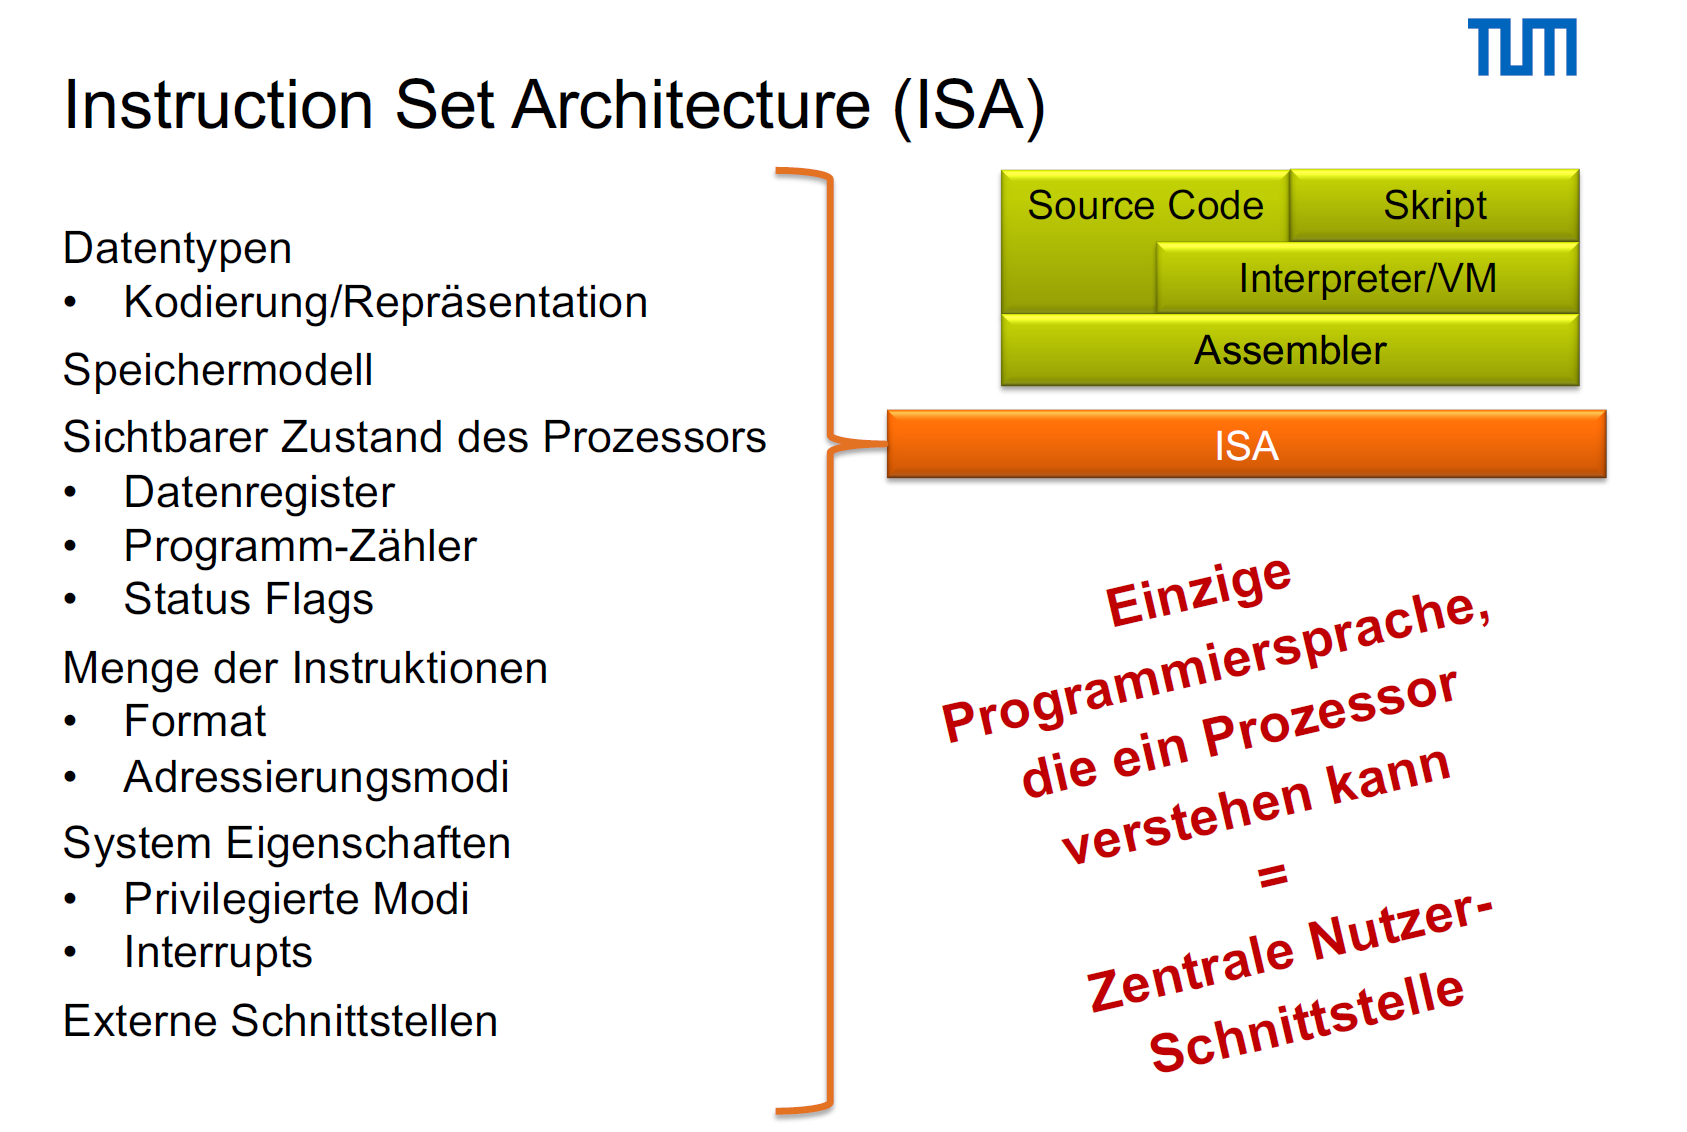 TUM
Instruction Set Architecture (ISA)
Datentypen
• Kodierung/Repräsentation
Speichermodell
Sichtbarer Zustand des Prozessors
• Datenregister
• Programm-Zähler
• Status Flags
Menge der Instruktionen
• Format
• Adressierungsmodi
System Eigenschaften
• Privilegierte Modi
• Interrupts
Externe Schnittstellen
Source Code
Skript
Interpreter/VM
Assembler
ISA
Einzige
Programmiersprache,
die ein Prozessor
verstehen kann
=
Zentrale Nutzer-
Schnittstelle